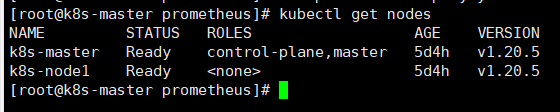 [root@k8s-master prometheus]# kubectl get nodes
NAME STATUS ROLES AGE VERSION
k8s-master Ready control-plane,master 5d4h v1.20.5
k8s-node1 Ready <none> 5d4h v1.20.5
[root@k8s-master prometheus]#